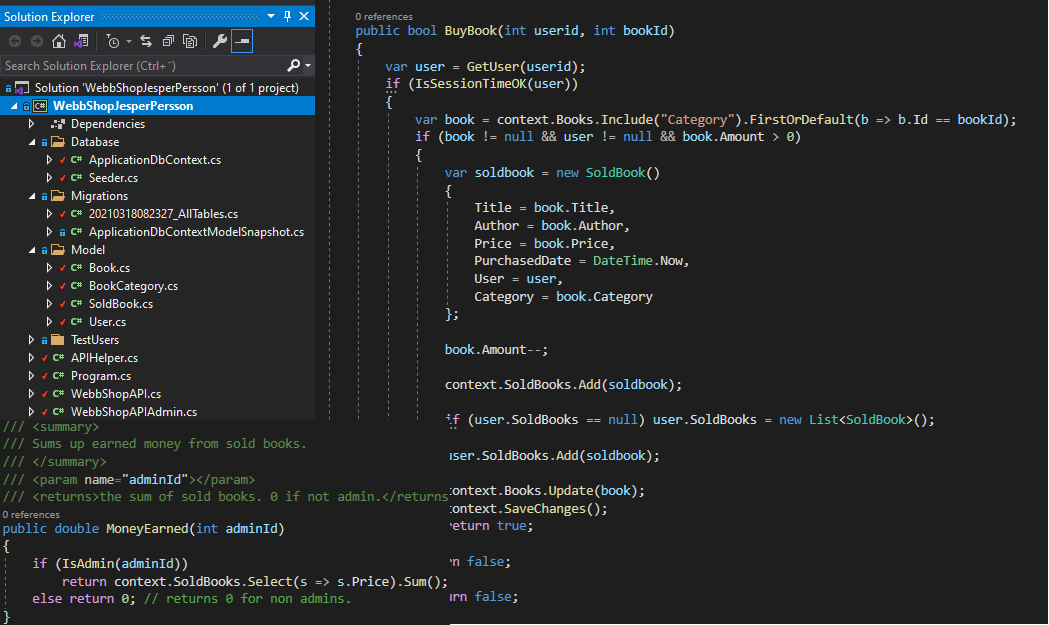 Solution Explorer
Search Solution Explorer (Ctrl+¨)
Solution 'WebbShopJesperPersson' (1 of 1 project)
WebbShopJesperPersson
Dependencies
Database
C# ApplicationDbContext.cs
C# Seeder.cs
Migrations
C# 20210318082327_AllTables.cs
C# ApplicationDbContextModelSnapshot.cs
Model
C# Book.cs
C# BookCategory.cs
C# SoldBook.cs
C# User.cs
TestUsers
C# APIHelper.cs
C# Program.cs
C# WebbShopAPI.cs
C# WebbShopAPIAdmin.cs
/// <summary>
/// Sums up earned money from sold books.
/// </summary>
/// <param name="adminId"></param>
/// <returns>the sum of sold books. 0 if not admin.</returns
0 references
public double MoneyEarned(int adminId)
{
if (IsAdmin(adminId))
return context.SoldBooks.Select(s => s.Price).Sum();
else return 0; // returns 0 for non admins.
}
0 references
public bool BuyBook(int userid, int bookId)
{
var user = GetUser(userid);
if (IsSessionTimeOK(user))
{
var book = context.Books.Include("Category").FirstOrDefault(b => b.Id == bookId);
if (book != null && user != null && book.Amount > 0)
{
var soldbook = new SoldBook()
{
Title = book.Title,
Author = book.Author,
Price = book.Price,
PurchasedDate = DateTime.Now,
User = user,
Category = book.Category
};
book.Amount--;
context.SoldBooks.Add(soldbook);
if (user.SoldBooks == null) user.SoldBooks = new List<SoldBook>();
user.SoldBooks.Add(soldbook);
context.Books.Update(book);
context.SaveChanges();
return true;
rn false;
urn false;